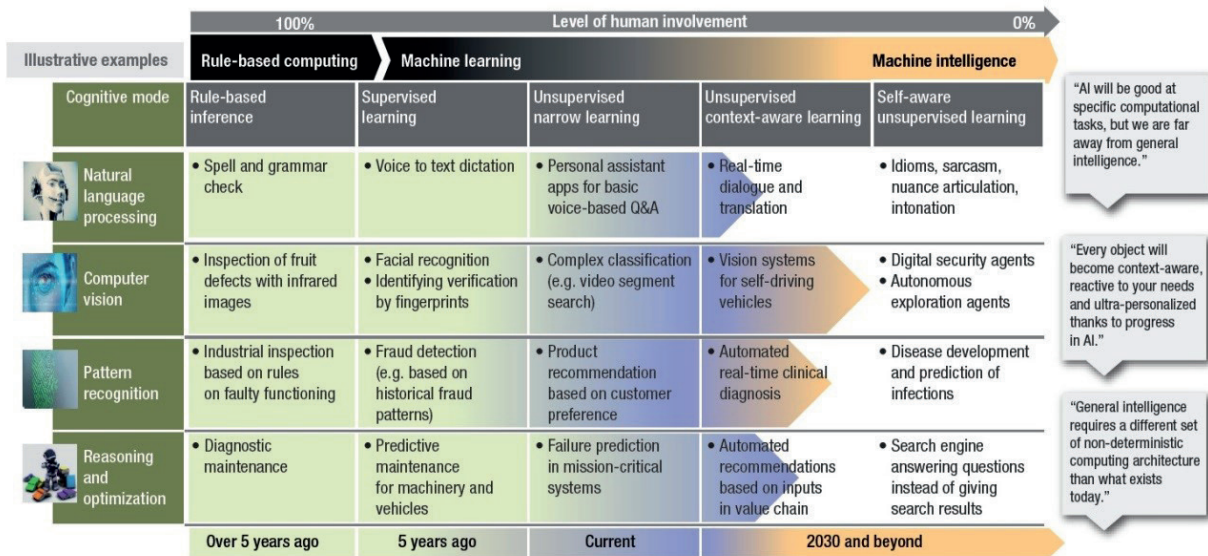 Level of human involvement
100%
0%
Illustrative examples
Rule-based computing
Machine learning
Machine intelligence
Cognitive mode
Rule-based
inference
Supervised
learning
Unsupervised
narrow learning
Unsupervised
context-aware learning
Self-aware
unsupervised learning
Natural
language
processing
• Spell and grammar
check
• Voice to text dictation
• Personal assistant
apps for basic
voice-based Q&A
• Real-time
dialogue and
translation
• Idioms, sarcasm,
nuance articulation,
intonation
Computer
vision
• Inspection of fruit
defects with infrared
images
• Facial recognition
• Identifying verification
by fingerprints
• Complex classification
(e.g. video segment
search)
• Vision systems
for self-driving
vehicles
• Digital security agents
• Autonomous
exploration agents
Pattern
recognition
• Industrial inspection
based on rules
on faulty functioning
• Fraud detection
(e.g. based on
historical fraud
patterns)
• Product
recommendation
based on customer
preference
• Automated
real-time clinical
diagnosis
• Disease development
and prediction of
infections
Reasoning
and
optimization
• Diagnostic
maintenance
• Predictive
maintenance
for machinery and
vehicles
• Failure prediction
in mission-critical
systems
• Automated
recommendations
based on inputs
in value chain
• Search engine
answering questions
instead of giving
search results
Over 5 years ago
5 years ago
Current
2030 and beyond
“AI will be good at
specific computational
tasks, but we are far
away from general
intelligence.”
“Every object will
become context-aware,
reactive to your needs
and ultra-personalized
thanks to progress
in AI.”
“General intelligence
requires a different set
of non-deterministic
computing architecture
than what exists
today.”